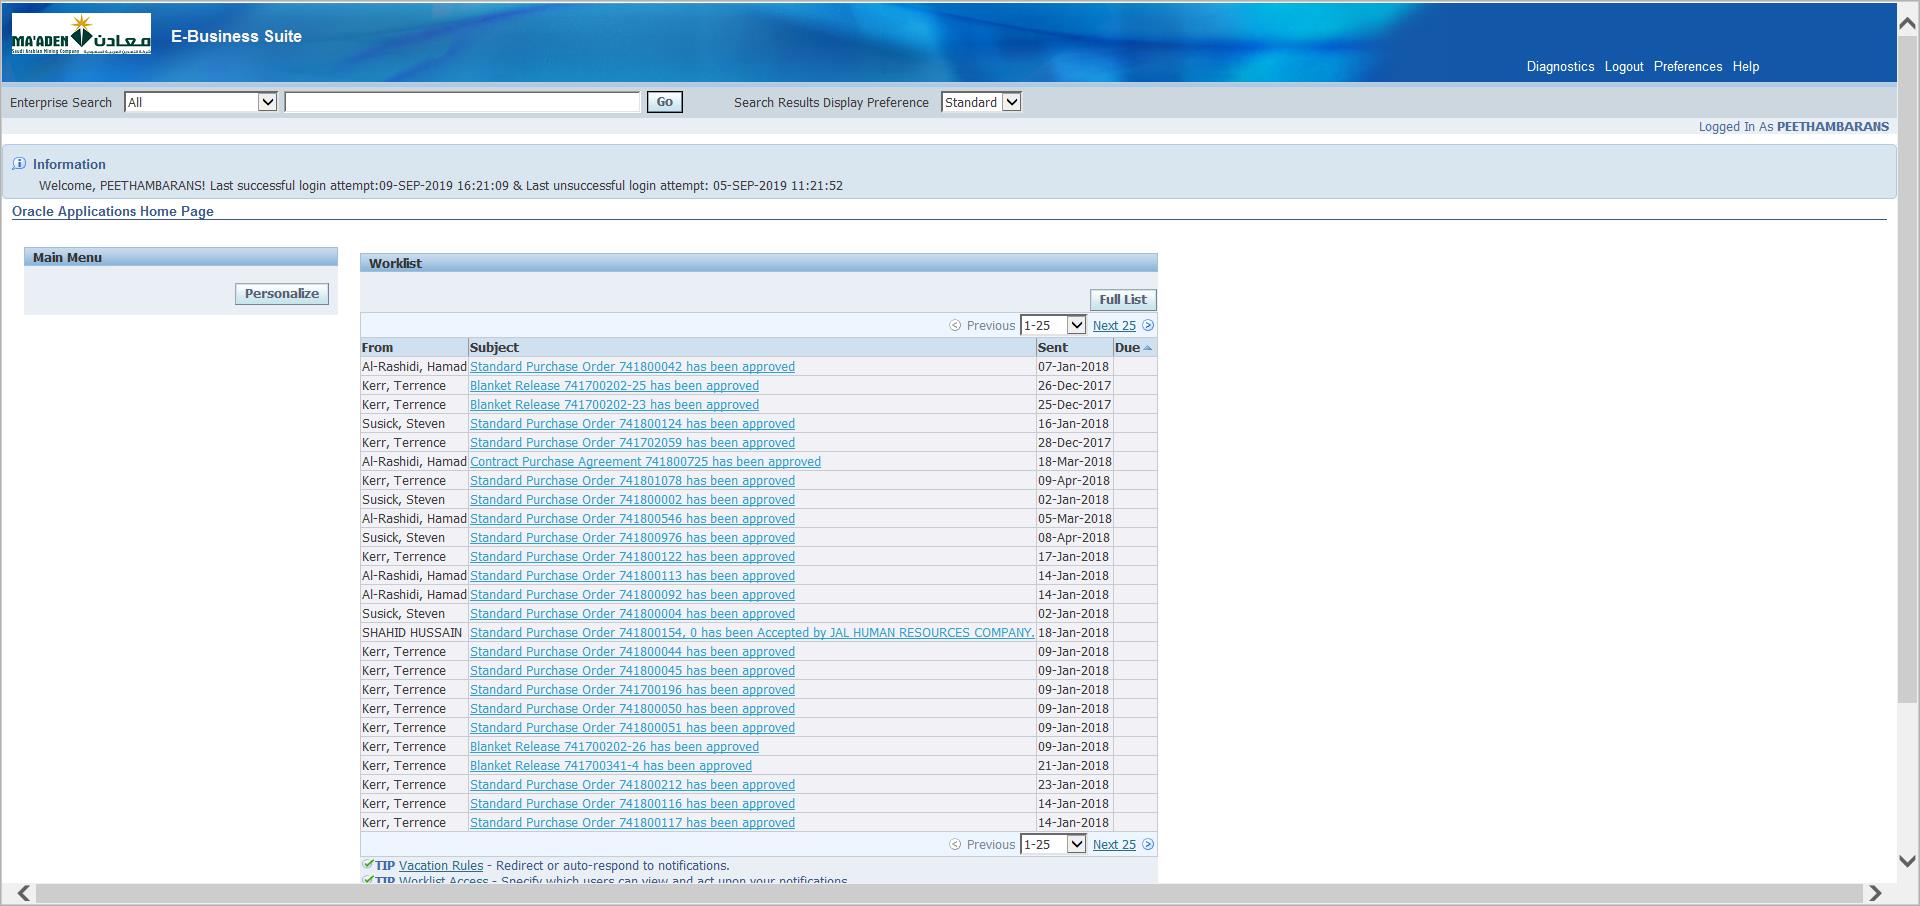 MA'ADEN معادن
Saudi Arabian Mining Company
E-Business Suite
Diagnostics Logout Preferences Help
Enterprise Search All Go Search Results Display Preference Standard
Logged In As PEETHAMBARANS
Information
Welcome, PEETHAMBARANS! Last successful login attempt:09-SEP-2019 16:21:09 & Last unsuccessful login attempt: 05-SEP-2019 11:21:52
Oracle Applications Home Page
Main Menu
Personalize
Worklist
Full List
Previous 1-25 Next 25
From Subject Sent Due
Al-Rashidi, Hamad Standard Purchase Order 741800042 has been approved 07-Jan-2018
Kerr, Terrence Blanket Release 741700202-25 has been approved 26-Dec-2017
Kerr, Terrence Blanket Release 741700202-23 has been approved 25-Dec-2017
Susick, Steven Standard Purchase Order 741800124 has been approved 16-Jan-2018
Kerr, Terrence Standard Purchase Order 741702059 has been approved 28-Dec-2017
Al-Rashidi, Hamad Contract Purchase Agreement 741800725 has been approved 18-Mar-2018
Kerr, Terrence Standard Purchase Order 741801078 has been approved 09-Apr-2018
Susick, Steven Standard Purchase Order 741800002 has been approved 02-Jan-2018
Al-Rashidi, Hamad Standard Purchase Order 741800546 has been approved 05-Mar-2018
Susick, Steven Standard Purchase Order 741800976 has been approved 08-Apr-2018
Kerr, Terrence Standard Purchase Order 741800122 has been approved 17-Jan-2018
Al-Rashidi, Hamad Standard Purchase Order 741800113 has been approved 14-Jan-2018
Al-Rashidi, Hamad Standard Purchase Order 741800092 has been approved 14-Jan-2018
Susick, Steven Standard Purchase Order 741800004 has been approved 02-Jan-2018
SHAHID HUSSAIN Standard Purchase Order 741800154, 0 has been Accepted by JAL HUMAN RESOURCES COMPANY. 18-Jan-2018
Kerr, Terrence Standard Purchase Order 741800044 has been approved 09-Jan-2018
Kerr, Terrence Standard Purchase Order 741800045 has been approved 09-Jan-2018
Kerr, Terrence Standard Purchase Order 741700196 has been approved 09-Jan-2018
Kerr, Terrence Standard Purchase Order 741800050 has been approved 09-Jan-2018
Kerr, Terrence Standard Purchase Order 741800051 has been approved 09-Jan-2018
Kerr, Terrence Blanket Release 741700202-26 has been approved 09-Jan-2018
Kerr, Terrence Blanket Release 741700341-4 has been approved 21-Jan-2018
Kerr, Terrence Standard Purchase Order 741800212 has been approved 23-Jan-2018
Kerr, Terrence Standard Purchase Order 741800116 has been approved 14-Jan-2018
Kerr, Terrence Standard Purchase Order 741800117 has been approved 14-Jan-2018
Previous 1-25 Next 25
TIP Vacation Rules - Redirect or auto-respond to notifications.
TIP Worklist Access - Specify which users can view and act upon your notifications.